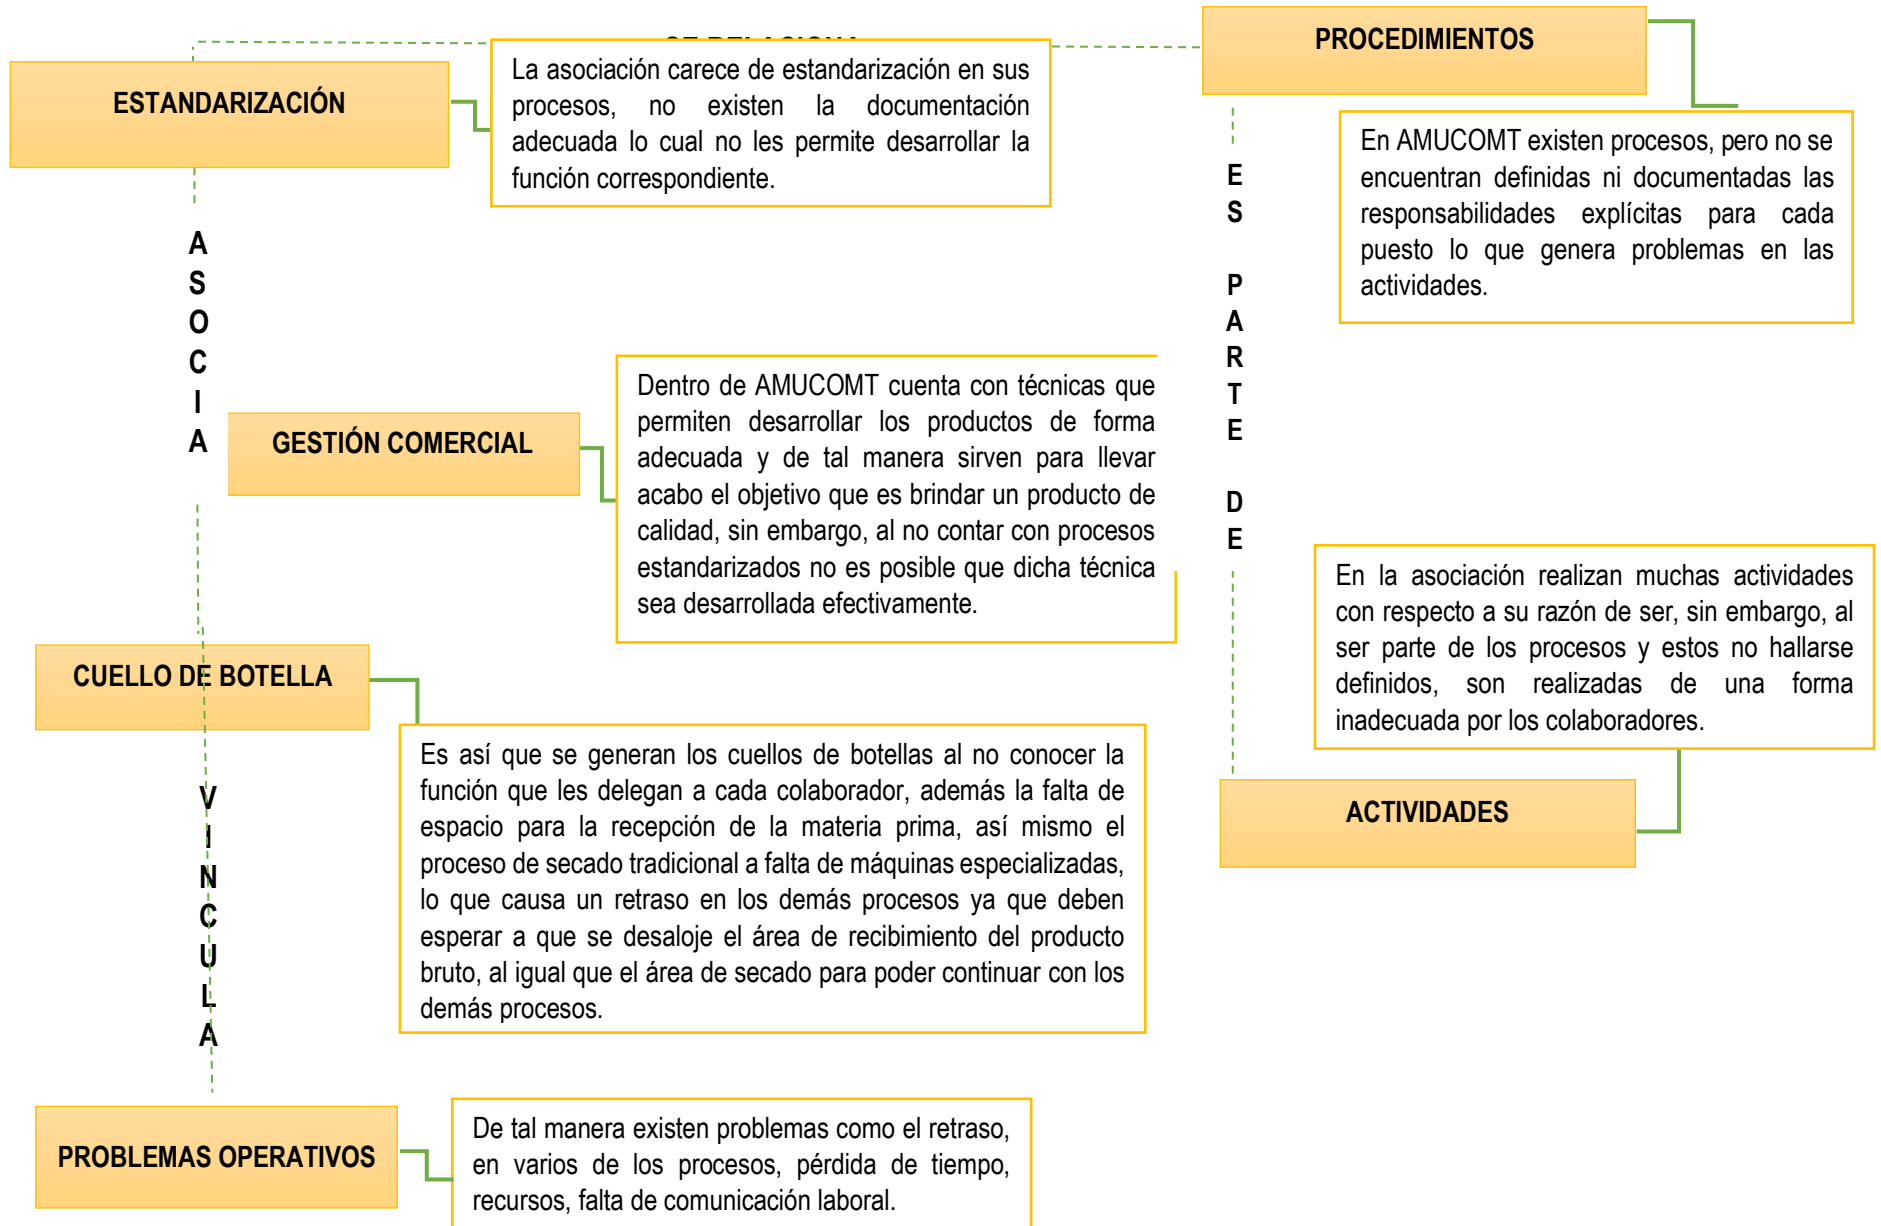 SE RELACIONA
PROCEDIMIENTOS
ESTANDARIZACIÓN
La asociación carece de estandarización en sus
procesos, no existen la documentación
adecuada lo cual no les permite desarrollar la
función correspondiente.
En AMUCOMT existen procesos, pero no se
encuentran definidas ni documentadas las
responsabilidades explícitas para cada
puesto lo que genera problemas en las
actividades.
ASOCIA
ES PARTE DE
GESTIÓN COMERCIAL
Dentro de AMUCOMT cuenta con técnicas que
permiten desarrollar los productos de forma
adecuada y de tal manera sirven para llevar
acabo el objetivo que es brindar un producto de
calidad, sin embargo, al no contar con procesos
estandarizados no es posible que dicha técnica
sea desarrollada efectivamente.
En la asociación realizan muchas actividades
con respecto a su razón de ser, sin embargo, al
ser parte de los procesos y estos no hallarse
definidos, son realizadas de una forma
inadecuada por los colaboradores.
CUELLO DE BOTELLA
Es así que se generan los cuellos de botellas al no conocer la
función que les delegan a cada colaborador, además la falta de
espacio para la recepción de la materia prima, así mismo el
proceso de secado tradicional a falta de máquinas especializadas,
lo que causa un retraso en los demás procesos ya que deben
esperar a que se desaloje el área de recibimiento del producto
bruto, al igual que el área de secado para poder continuar con los
demás procesos.
ACTIVIDADES
VINCULA
PROBLEMAS OPERATIVOS
De tal manera existen problemas como el retraso,
en varios de los procesos, pérdida de tiempo,
recursos, falta de comunicación laboral.